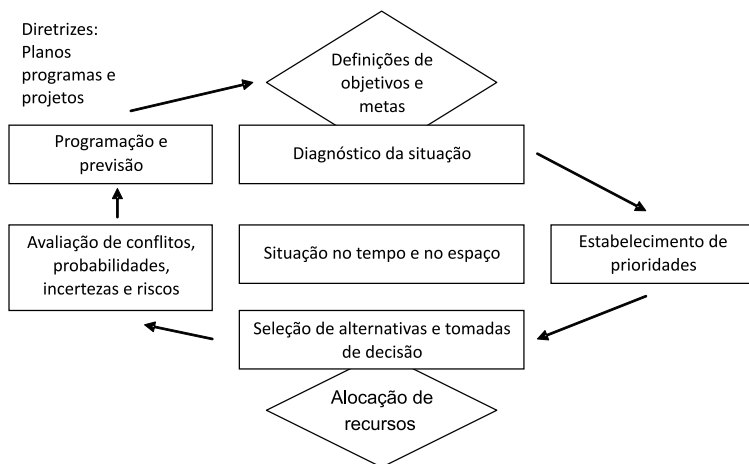 Diretrizes:
Planos
programas e
projetos
Definições de
objetivos e
metas
Programação e
previsão
Diagnóstico da situação
Avaliação de conflitos,
probabilidades,
incertezas e riscos
Situação no tempo e no espaço
Estabelecimento de
prioridades
Seleção de alternativas e tomadas
de decisão
Alocação de
recursos